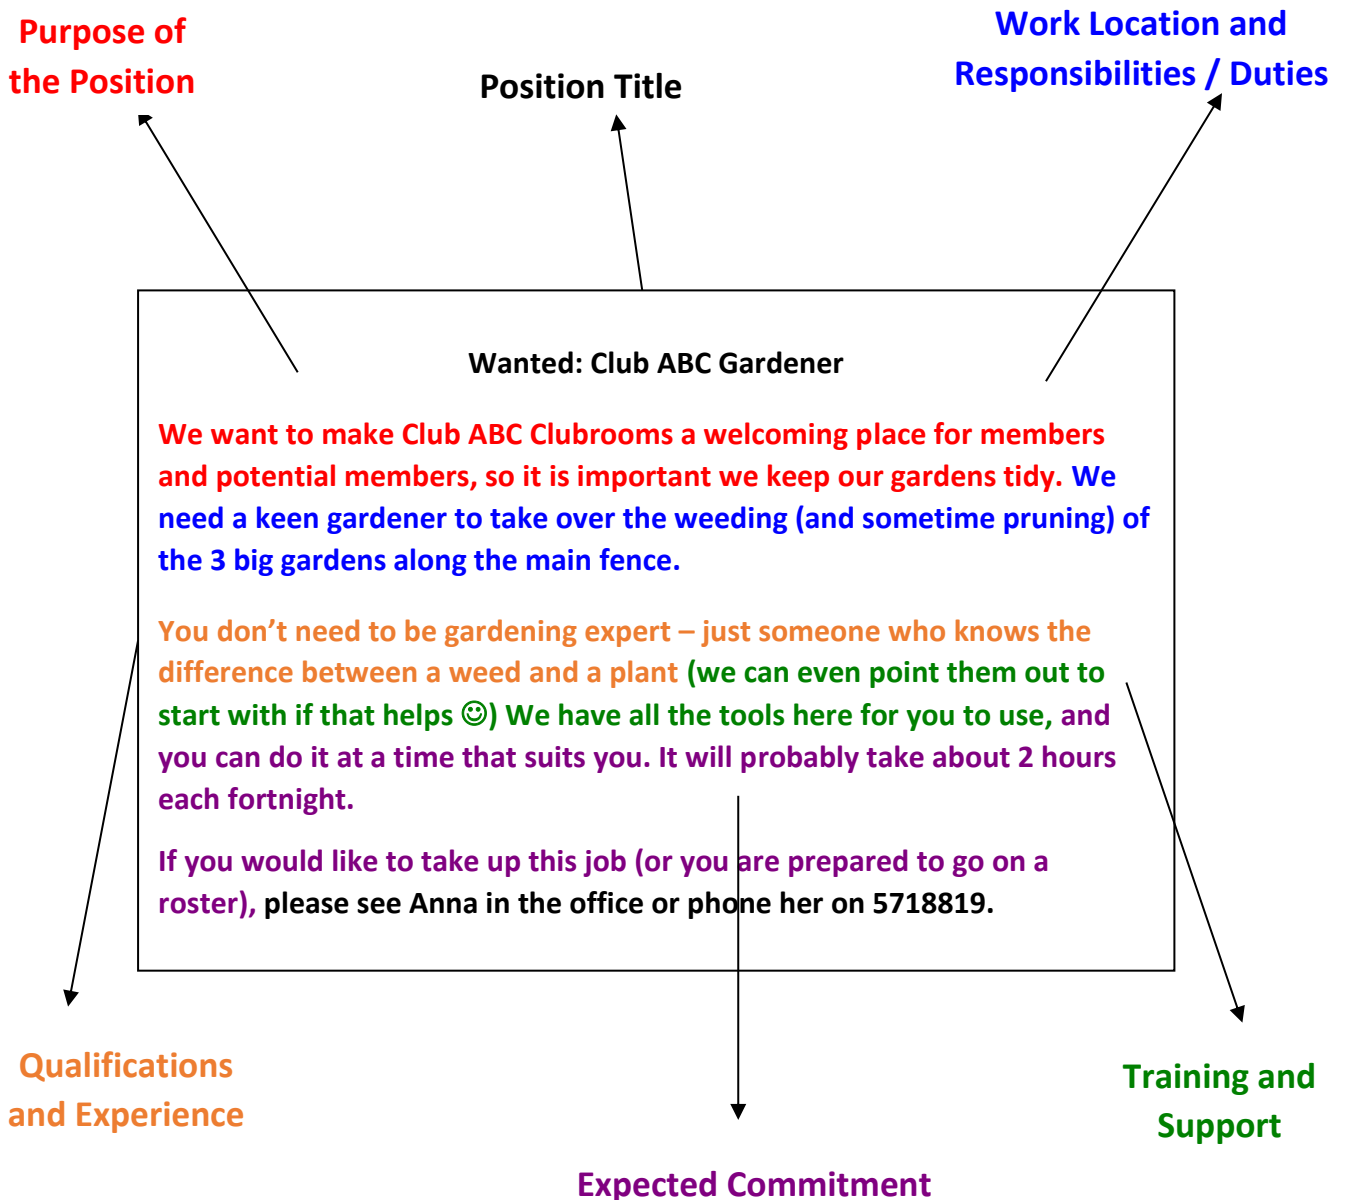 Purpose of
the Position
Position Title
Work Location and
Responsibilities / Duties
Wanted: Club ABC Gardener
We want to make Club ABC Clubrooms a welcoming place for members
and potential members, so it is important we keep our gardens tidy. We
need a keen gardener to take over the weeding (and sometime pruning) of
the 3 big gardens along the main fence.
You don’t need to be gardening expert – just someone who knows the
difference between a weed and a plant (we can even point them out to
start with if that helps ☺) We have all the tools here for you to use, and
you can do it at a time that suits you. It will probably take about 2 hours
each fortnight.
If you would like to take up this job (or you are prepared to go on a
roster), please see Anna in the office or phone her on 5718819.
Qualifications
and Experience
Training and
Support
Expected Commitment